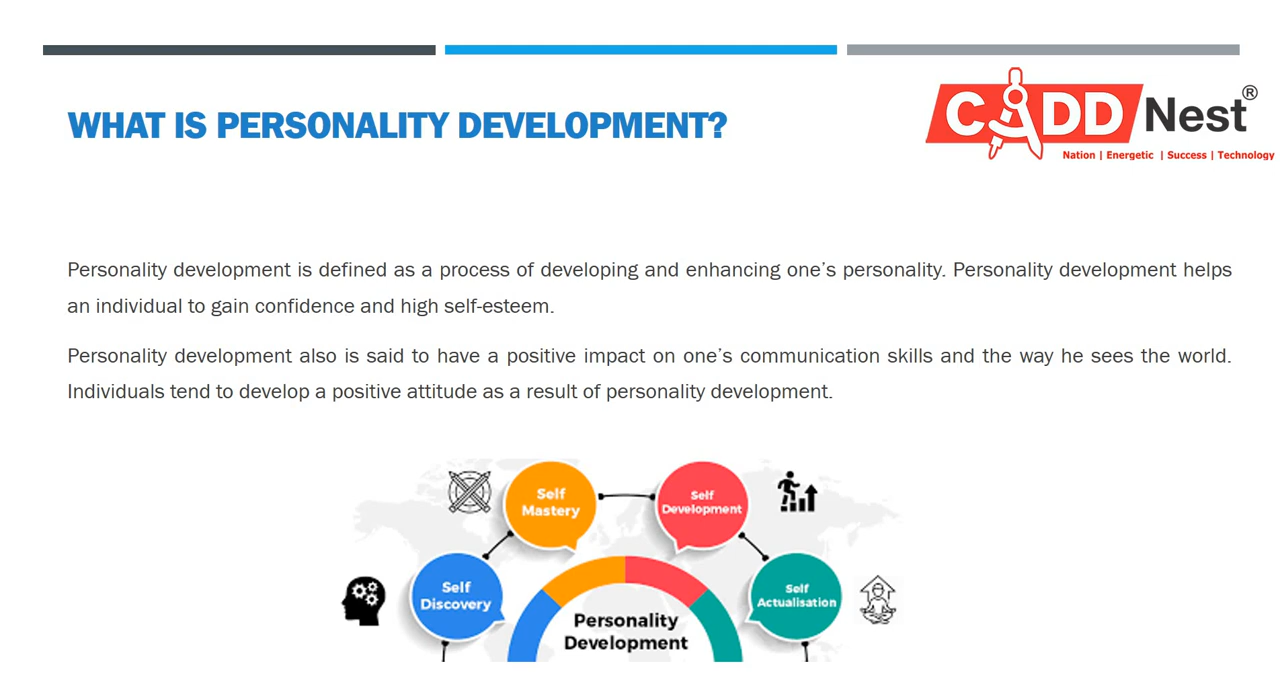 WHAT IS PERSONALITY DEVELOPMENT?
CADD Nest®
Nation | Energetic | Success | Technology
Personality development is defined as a process of developing and enhancing one’s personality. Personality development helps
an individual to gain confidence and high self-esteem.
Personality development also is said to have a positive impact on one’s communication skills and the way he sees the world.
Individuals tend to develop a positive attitude as a result of personality development.
Self
Mastery
Self
Development
Self
Discovery
Self
Actualisation
Personality
Development